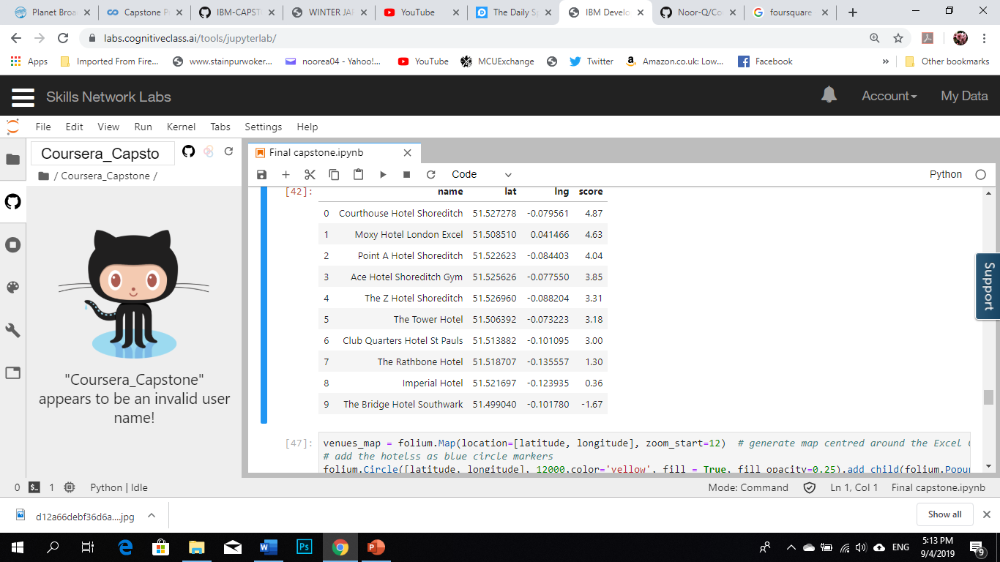 Planet Broa
Capstone P
IBM-CAPST
WINTER JAP
YouTube
The Daily Sp
IBM Develo
Noor-Q/Co
foursquare
labs.cognitiveclass.ai/tools/jupyterlab/
Apps
Imported From Fire...
www.stainpurwoker...
noorea04 - Yahoo!...
YouTube
MCUExchange
Twitter
Amazon.co.uk: Low...
Facebook
»
Other bookmarks
Skills Network Labs
Account
My Data
File Edit View Run Kernel Tabs Settings Help
Coursera_Capsto
/ Coursera_Capstone /
"Coursera_Capstone"
appears to be an invalid user
name!
Final capstone.ipynb
Code
Python
[42]:
name lat lng score
0 Courthouse Hotel Shoreditch 51.527278 -0.079561 4.87
1 Moxy Hotel London Excel 51.508510 0.041466 4.63
2 Point A Hotel Shoreditch 51.522623 -0.084403 4.04
3 Ace Hotel Shoreditch Gym 51.525626 -0.077550 3.85
4 The Z Hotel Shoreditch 51.526960 -0.088204 3.31
5 The Tower Hotel 51.506392 -0.073223 3.18
6 Club Quarters Hotel St Pauls 51.513882 -0.101095 3.00
7 The Rathbone Hotel 51.518707 -0.135557 1.30
8 Imperial Hotel 51.521697 -0.123935 0.36
9 The Bridge Hotel Southwark 51.499040 -0.101780 -1.67
[47]:
venues_map = folium.Map(location=[latitude, longitude], zoom_start=12) # generate map centred around the Excel
# add the hotelss as blue circle markers
folium.Circle([latitude, longitude], 12000,color='yellow', fill = True, fill_opacity=0.25).add_child(folium.Popu
Support
0
1
Python | Idle
Mode: Command
Ln 1, Col 1
Final capstone.ipynb
d12a66debf36d6a....jpg
Show all
Ps
ENG
5:13 PM
9/4/2019
9